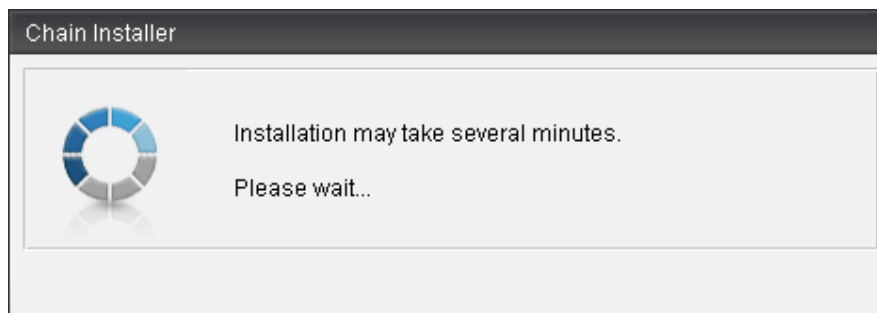 Chain Installer
Installation may take several minutes.
Please wait...